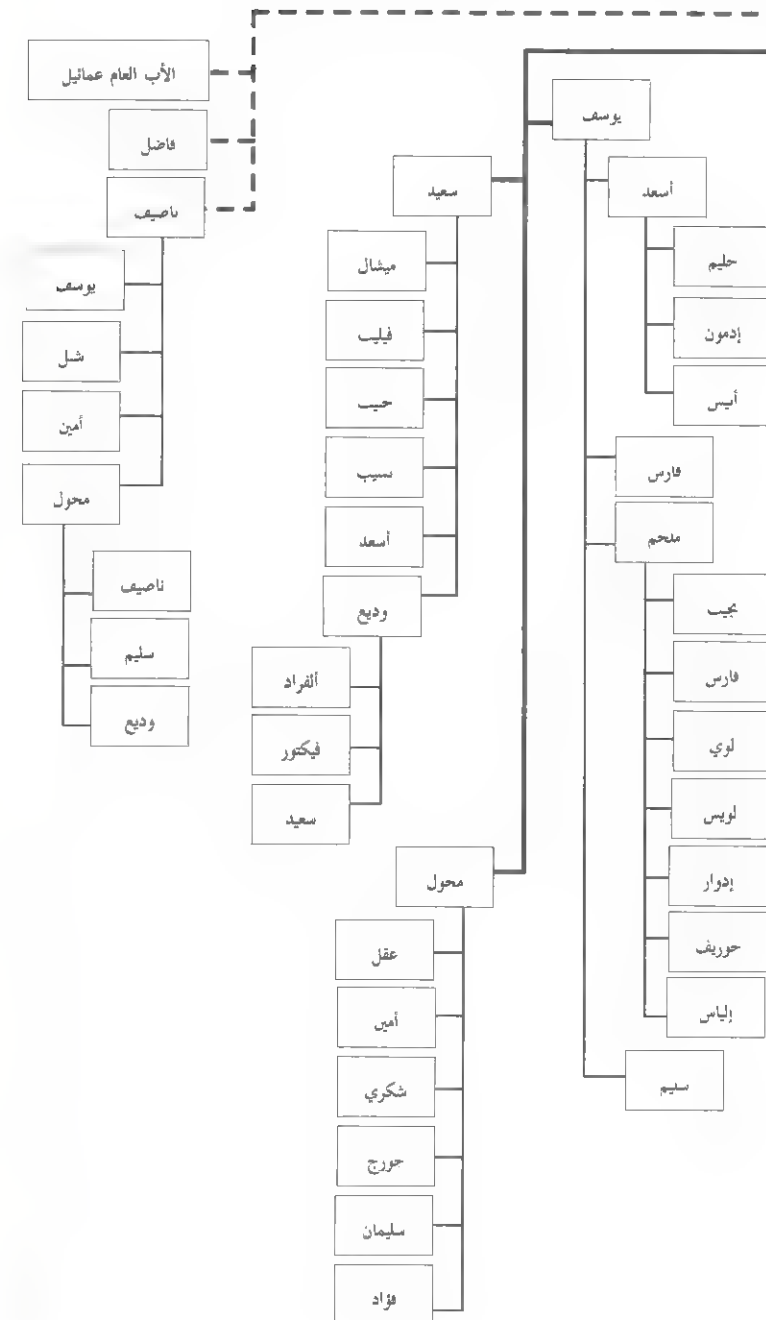 الأب العام عمائيل
فاضل
ناصيف
يوسف
شبل
أمين
محول
ناصيف
سليم
وديع
يوسف
سعيد
ميشال
فيليب
حبيب
نسيب
أسعد
وديع
ألفراد
فيكتور
سعيد
محول
عقل
أمين
شكري
جورج
سليمان
فؤاد
أسعد
حليم
إدمون
أنيس
فارس
ملحم
نجيب
فارس
لوي
لويس
إدوار
جوزيف
إلياس
سليم